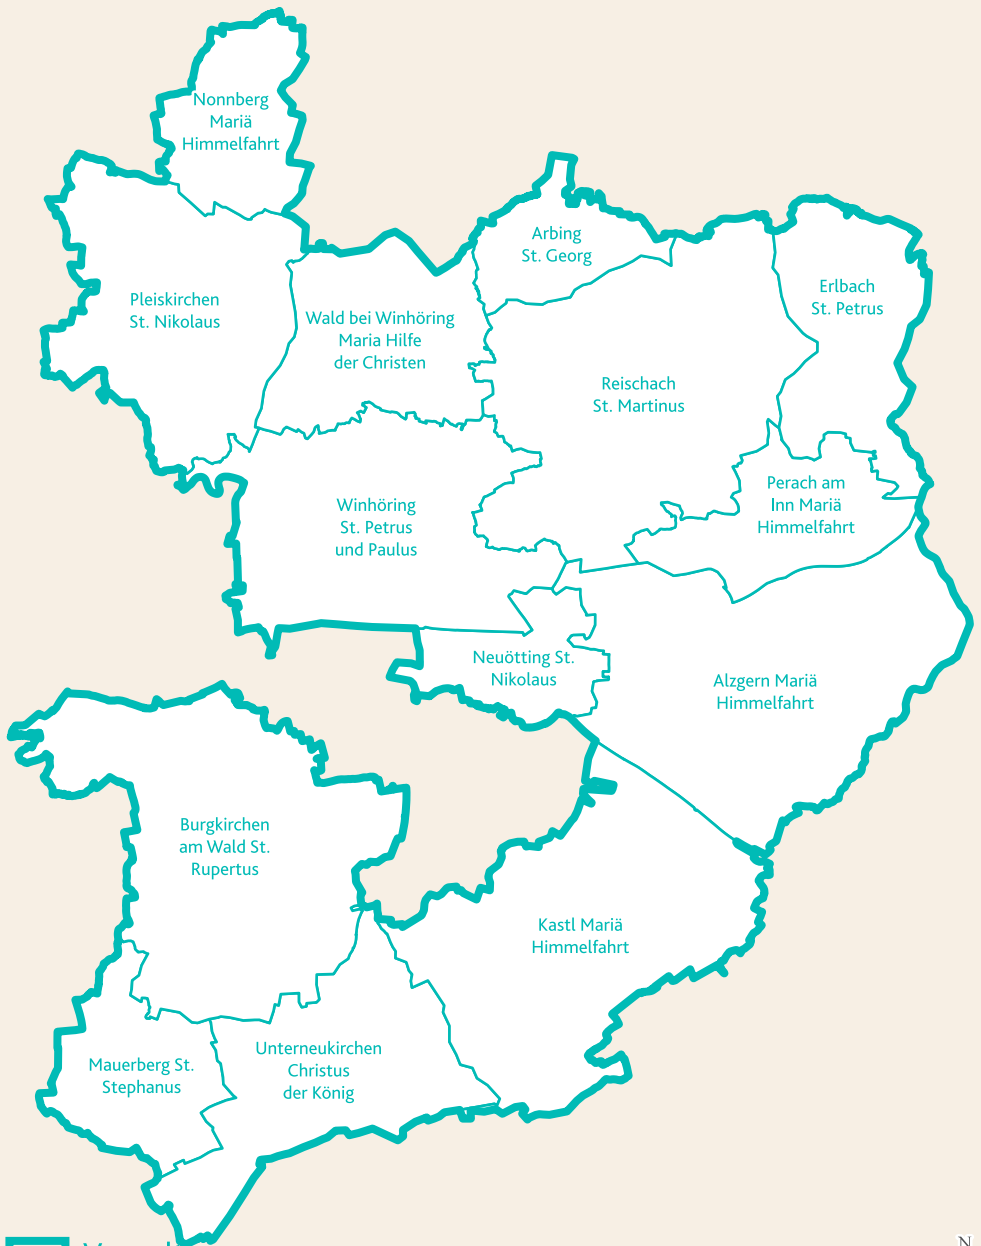 Nonnberg
Mariä
Himmelfahrt
Arbing
St. Georg
Erlbach
St. Petrus
Pleiskirchen
St. Nikolaus
Wald bei Winhöring
Maria Hilfe
der Christen
Reischach
St. Martinus
Perach am
Inn Mariä
Himmelfahrt
Winhöring
St. Petrus
und Paulus
Neuötting St.
Nikolaus
Alzgern Mariä
Himmelfahrt
Burgkirchen
am Wald St.
Rupertus
Kastl Mariä
Himmelfahrt
Unterneukirchen
Christus
der König
Mauerberg St.
Stephanus
N